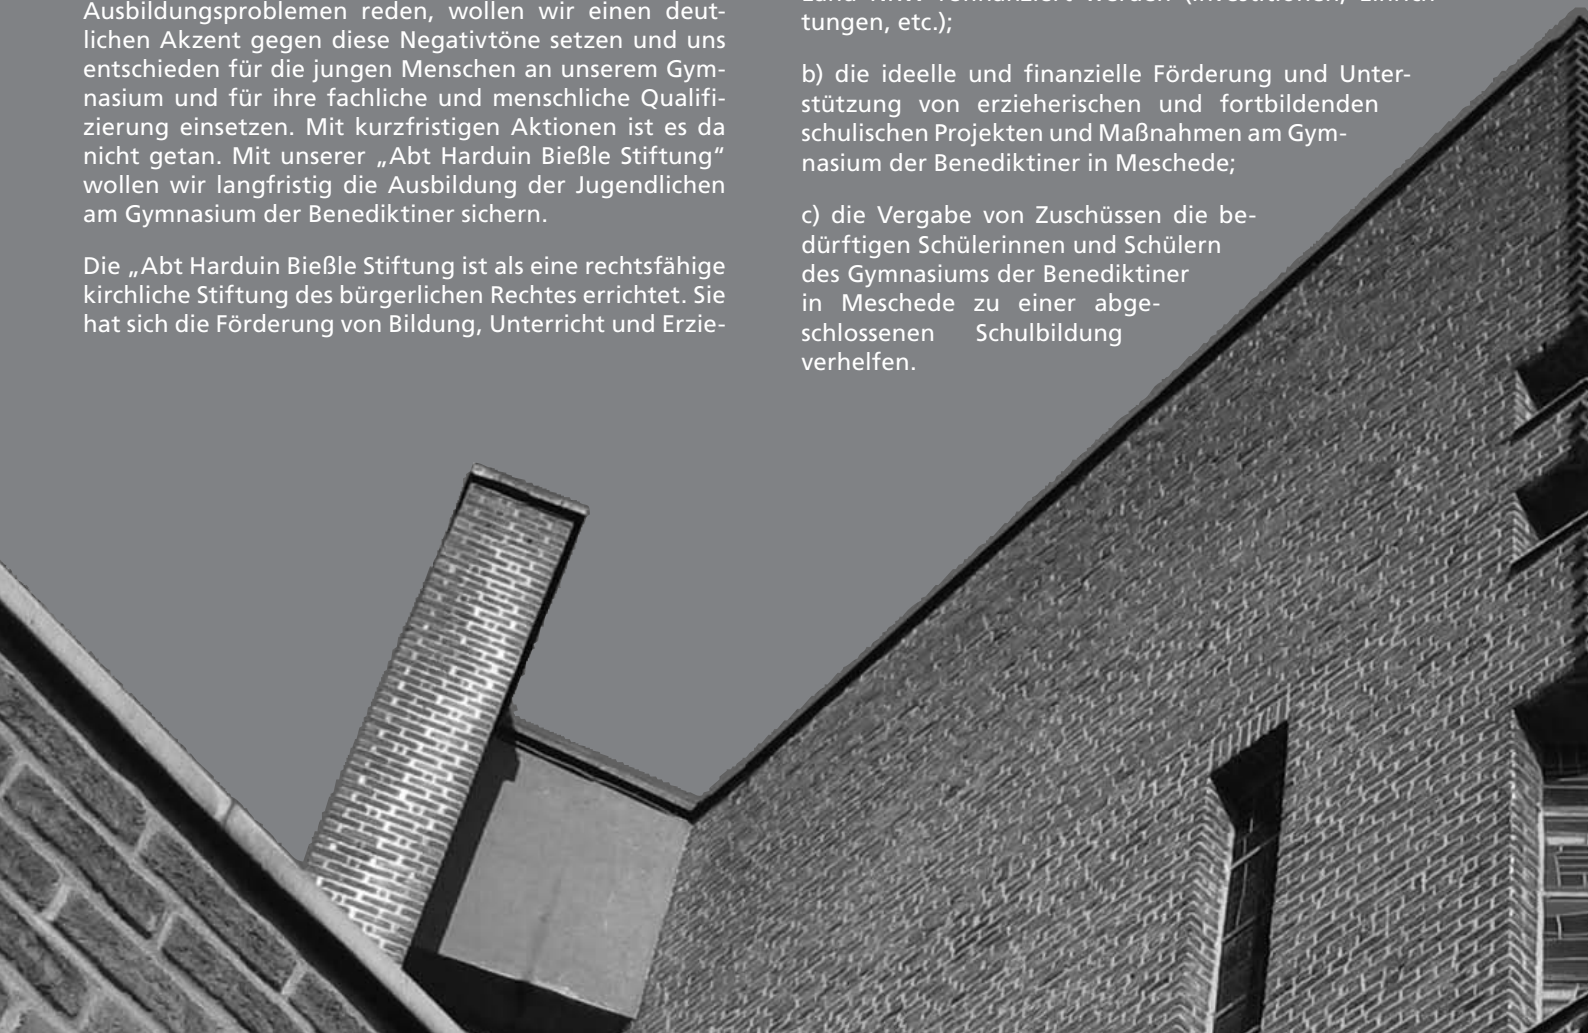 Ausbildungsproblemen reden, wollen wir einen deut-
lichen Akzent gegen diese Negativtöne setzen und uns
entschieden für die jungen Menschen an unserem Gym-
nasium und für ihre fachliche und menschliche Qualifi-
zierung einsetzen. Mit kurzfristigen Aktionen ist es da
nicht getan. Mit unserer „Abt Harduin Bießle Stiftung“
wollen wir langfristig die Ausbildung der Jugendlichen
am Gymnasium der Benediktiner sichern.
Die „Abt Harduin Bießle Stiftung ist als eine rechtsfähige
kirchliche Stiftung des bürgerlichen Rechtes errichtet. Sie
hat sich die Förderung von Bildung, Unterricht und Erzie-
tungen, etc.);
b) die ideelle und finanzielle Förderung und Unter-
stützung von erzieherischen und fortbildenden
schulischen Projekten und Maßnahmen am Gym-
nasium der Benediktiner in Meschede;
c) die Vergabe von Zuschüssen die be-
dürftigen Schülerinnen und Schülern
des Gymnasiums der Benediktiner
in Meschede zu einer abge-
schlossenen Schulbildung
verhelfen.